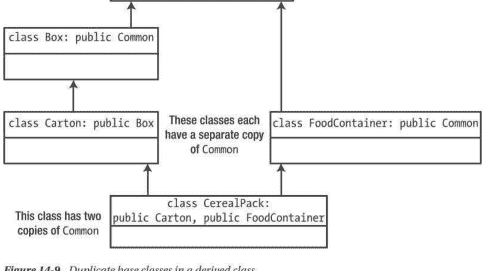 class Box: public Common
class Carton: public Box
These classes each
have a separate copy
of Common
class FoodContainer: public Common
class CerealPack:
public Carton, public FoodContainer
This class has two
copies of Common
Figure 14-9. Duplicate base classes in a derived class